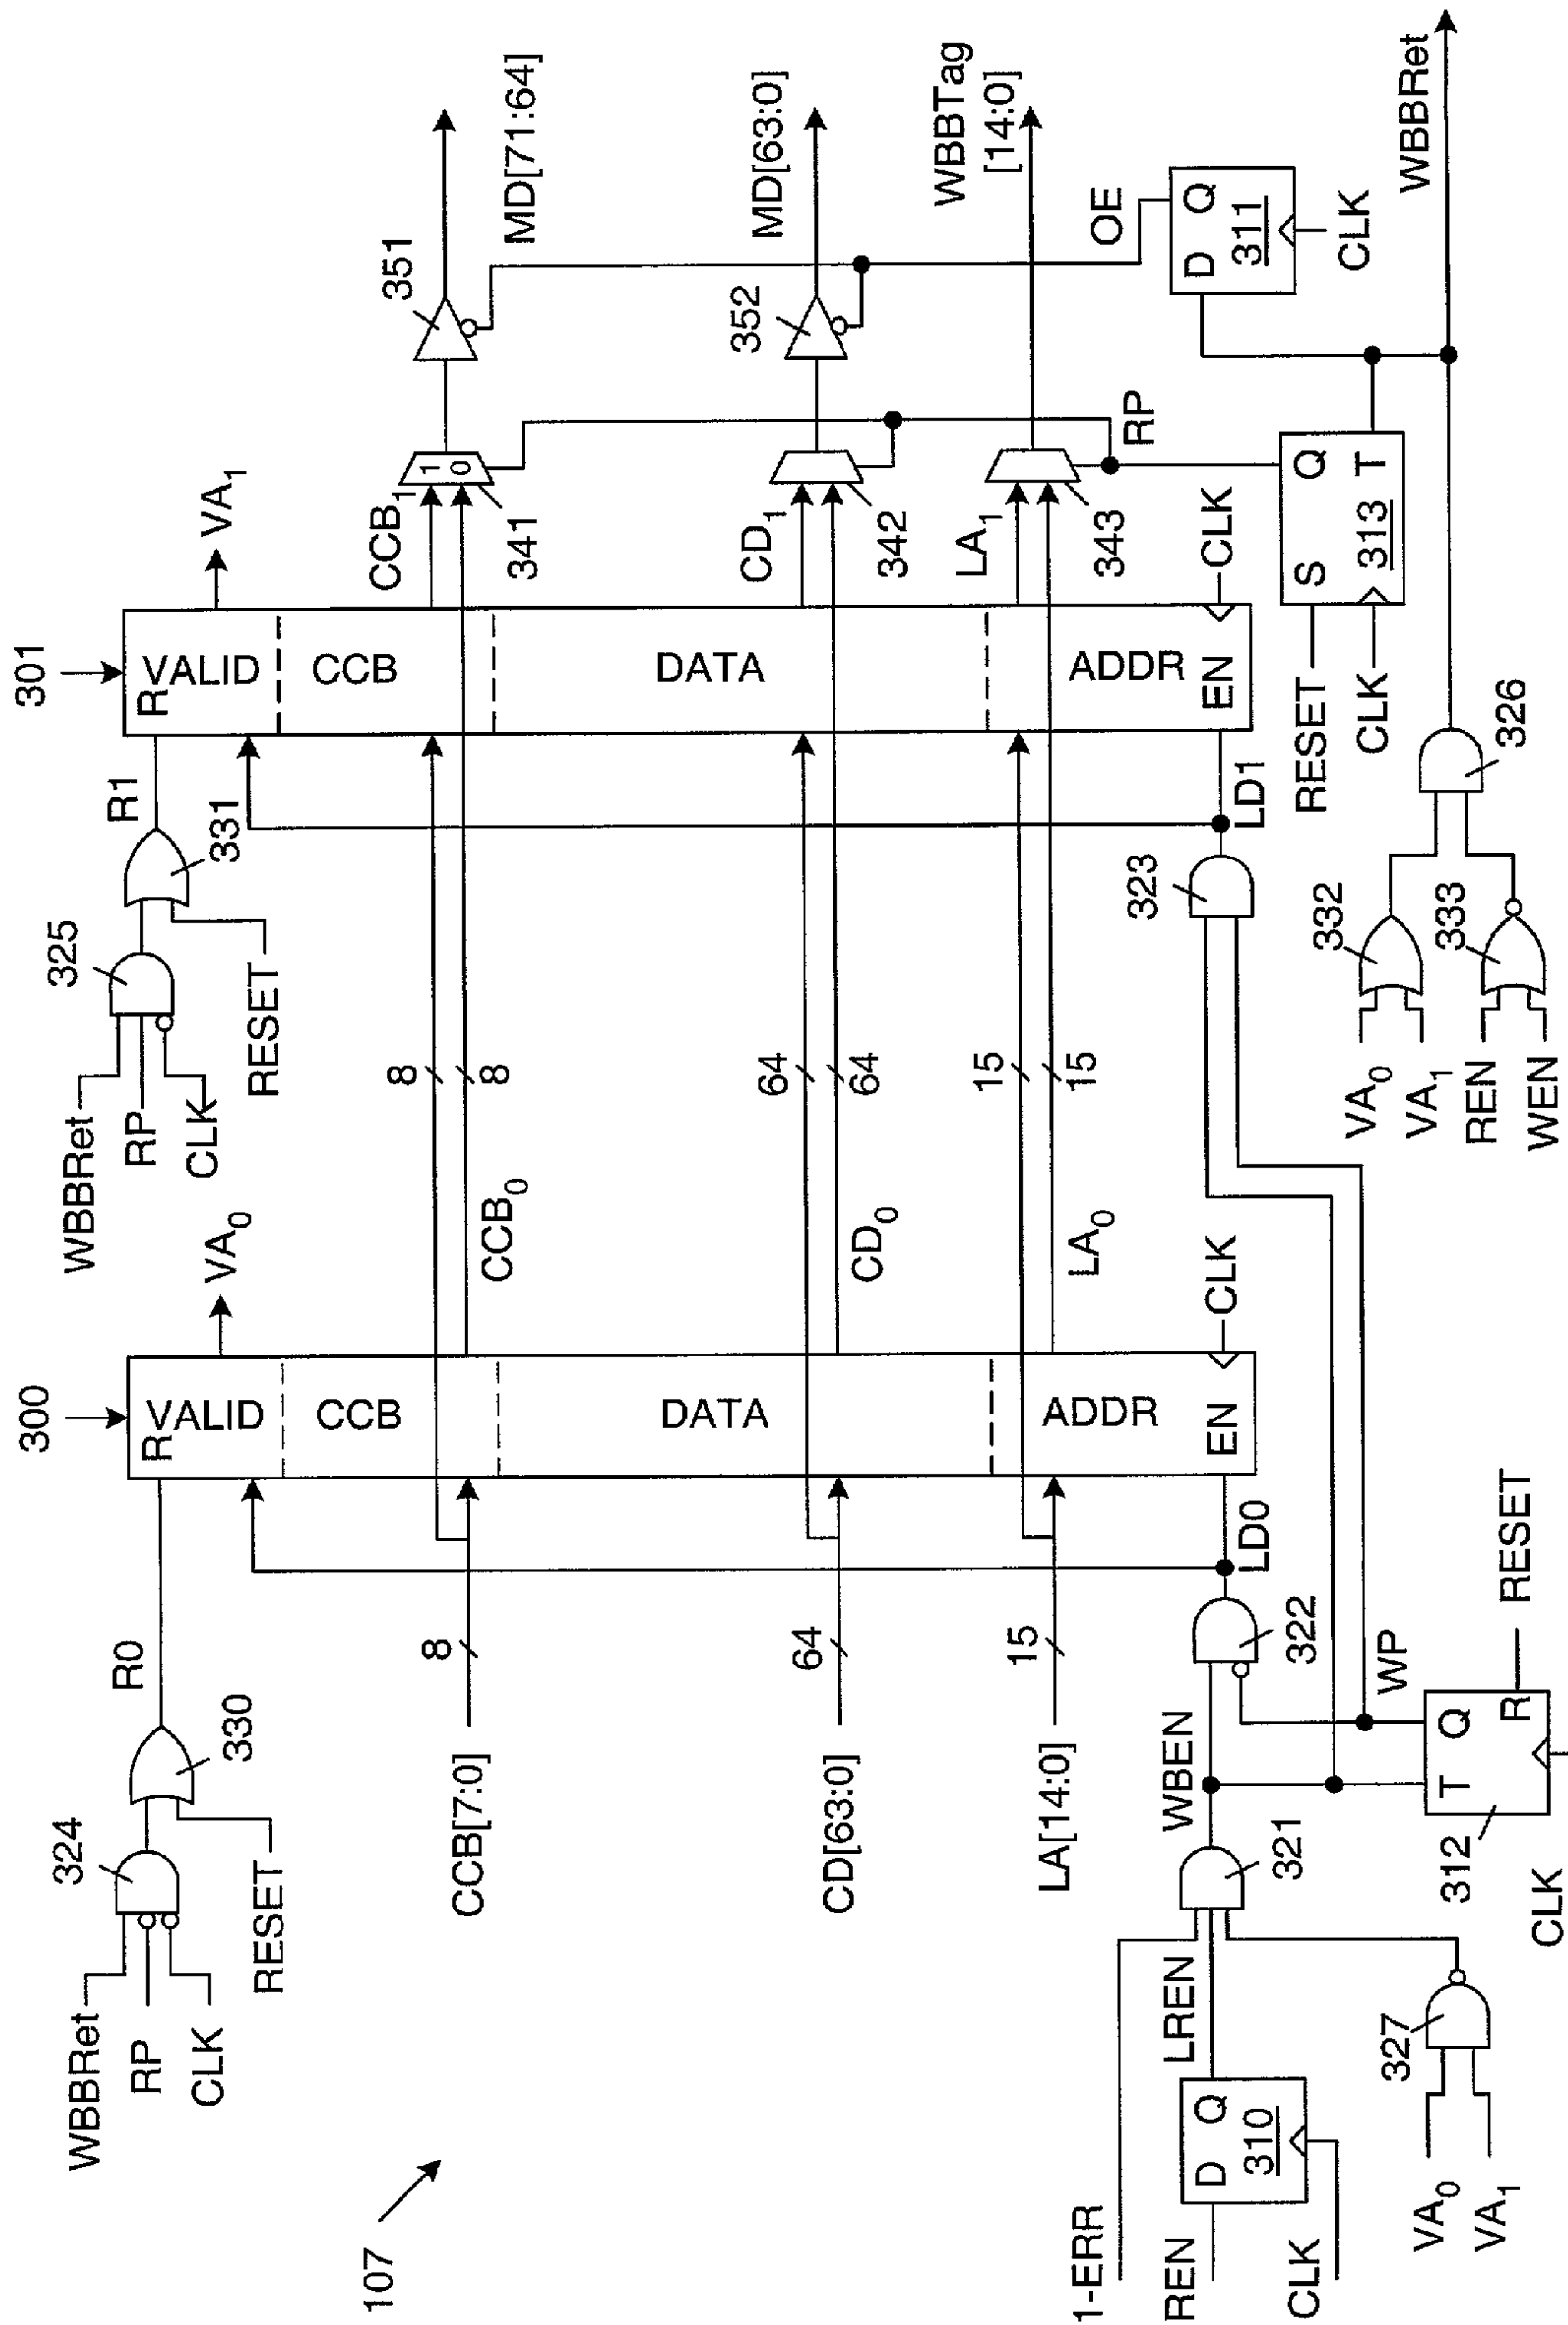 107
300
301
WBBRet
RP
CLK
324
RESET
330
R0
R
VALID
CCB
DATA
ADDR
EN
CLK
VA0
WBBRet
RP
CLK
325
RESET
331
R1
R
VALID
CCB
DATA
ADDR
EN
CLK
VA1
CCB[7:0]
8
8
8
CCB0
CCB1
1
0
341
351
MD[71:64]
CD[63:0]
64
64
64
CD0
CD1
342
352
MD[63:0]
LA[14:0]
15
15
15
LA0
LA1
343
WBBTag
[14:0]
RP
OE
D Q
311
CLK
1-ERR
REN
CLK
D Q
310
LREN
321
VA0
VA1
327
WBEN
322
LD0
T Q
R
312
CLK
RESET
WP
323
LD1
VA0
VA1
332
REN
WEN
333
326
RESET
CLK
S Q
313 T
WBBRet